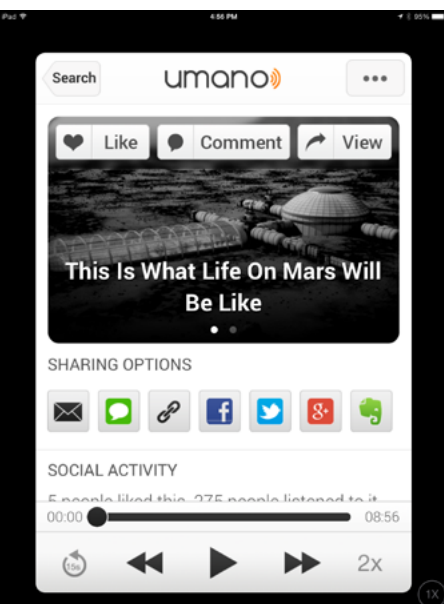 iPad 4:56 PM 95%
Search umano
Like Comment View
This Is What Life On Mars Will
Be Like
SHARING OPTIONS
SOCIAL ACTIVITY
5 people liked this, 275 people listened to it
00:00 08:56
15s 2x
1X